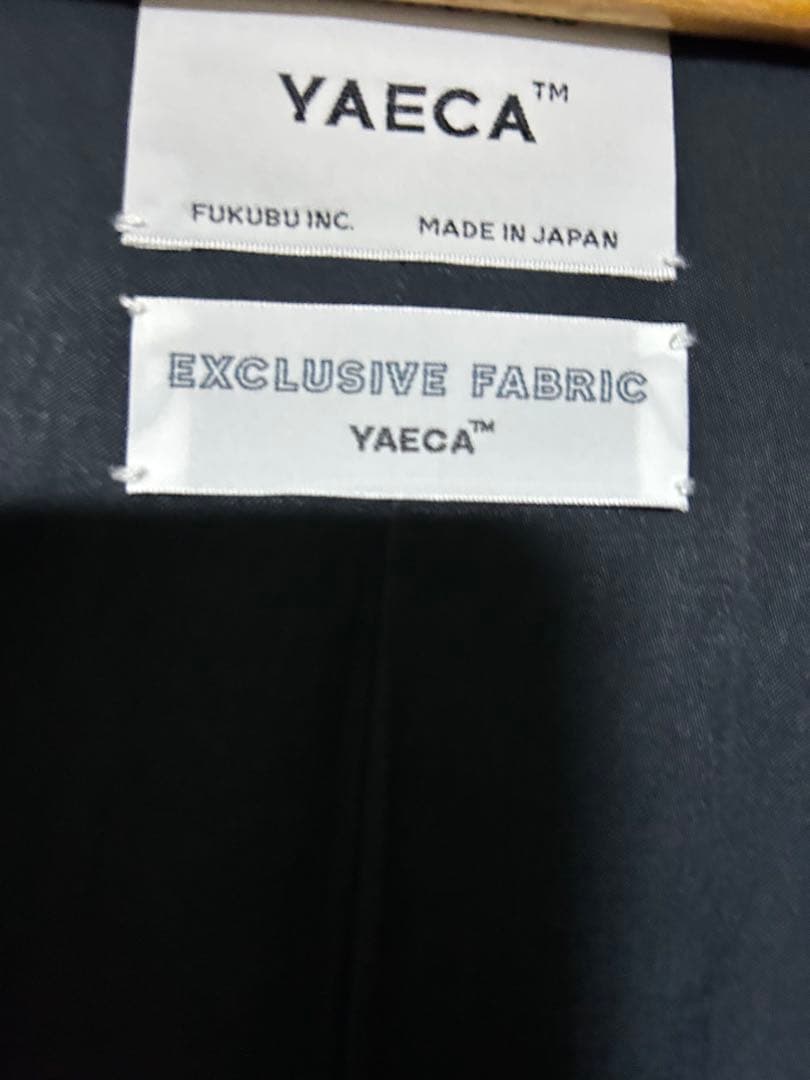 YAECA™
FUKUBU INC. MADE IN JAPAN
EXCLUSIVE FABRIC
YAECA™